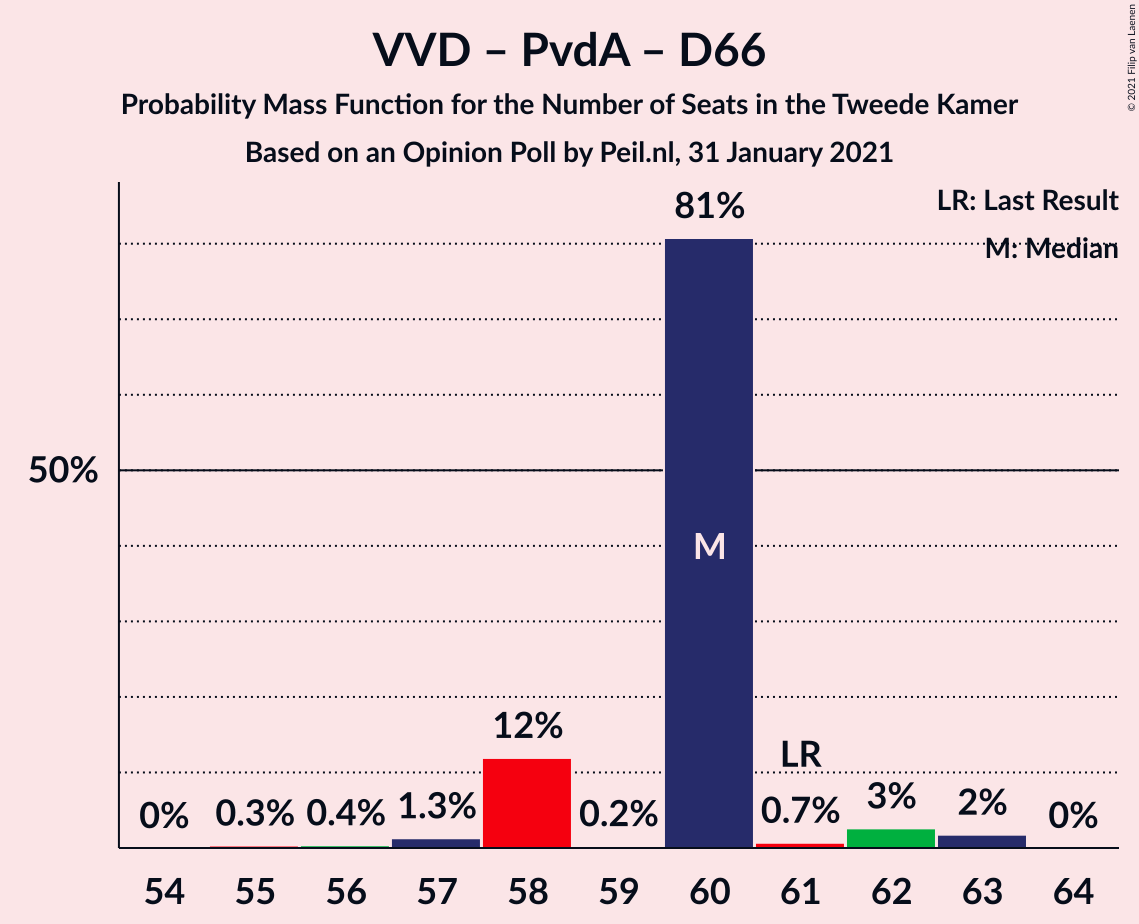 VVD – PvdA – D66
Probability Mass Function for the Number of Seats in the Tweede Kamer
Based on an Opinion Poll by Peil.nl, 31 January 2021
© 2021 Filip van Laenen
LR: Last Result
M: Median
50%
0%
0.3%
0.4%
1.3%
12%
0.2%
81%
M
LR
0.7%
3%
2%
0%
54 55 56 57 58 59 60 61 62 63 64